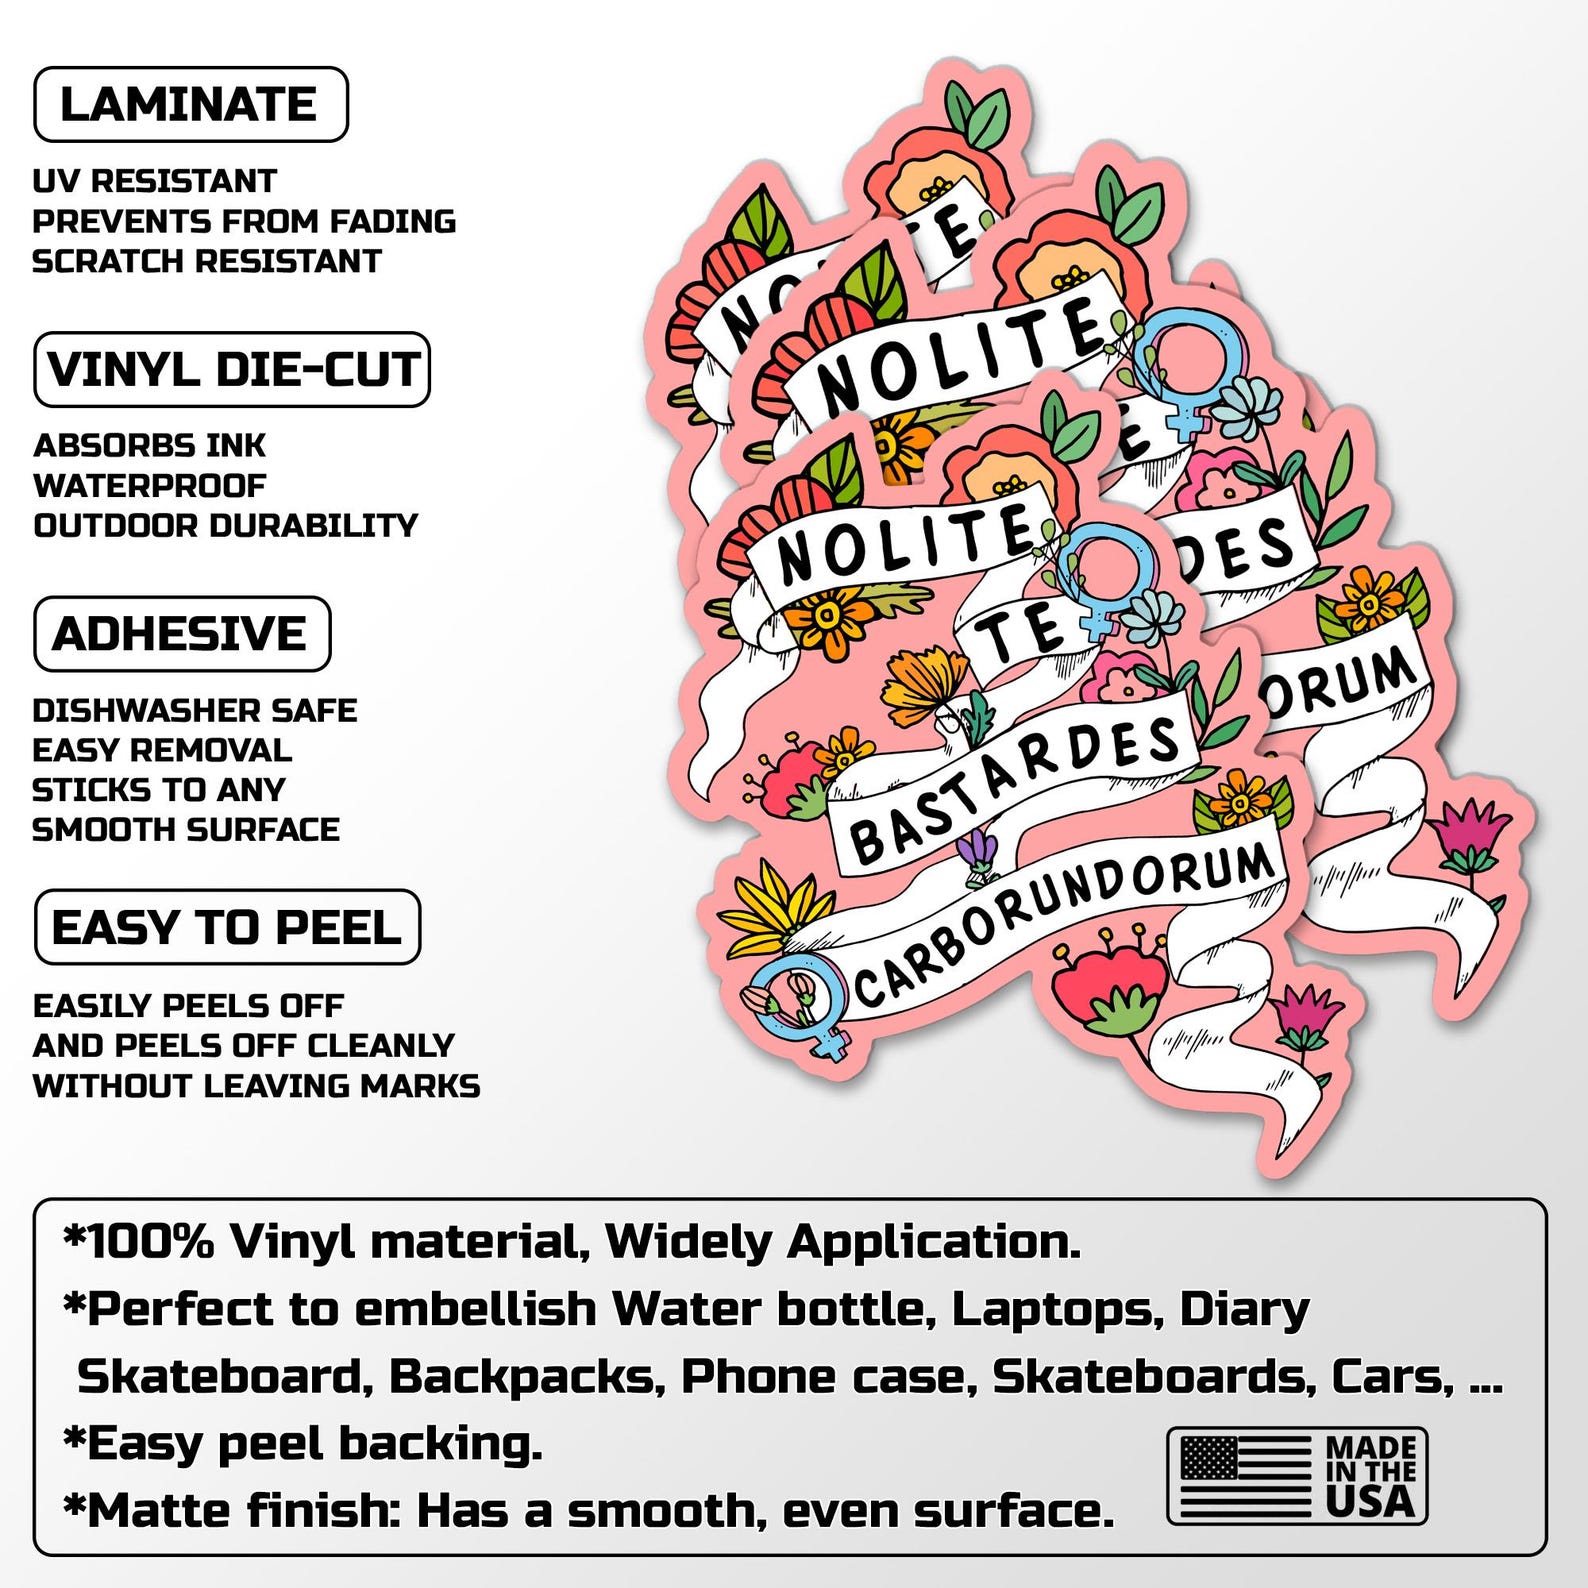 LAMINATE
UV RESISTANT
PREVENTS FROM FADING
SCRATCH RESISTANT
VINYL DIE-CUT
ABSORBS INK
WATERPROOF
OUTDOOR DURABILITY
ADHESIVE
DISHWASHER SAFE
EASY REMOVAL
STICKS TO ANY
SMOOTH SURFACE
EASY TO PEEL
EASILY PEELS OFF
AND PEELS OFF CLEANLY
WITHOUT LEAVING MARKS
NOLITE
E
DES
ORUM
NOLITE
TE
BASTARDES
CARBORUNDORUM
*100% Vinyl material, Widely Application.
*Perfect to embellish Water bottle, Laptops, Diary
Skateboard, Backpacks, Phone case, Skateboards, Cars, ...
*Easy peel backing.
*Matte finish: Has a smooth, even surface.
MADE
IN THE
USA